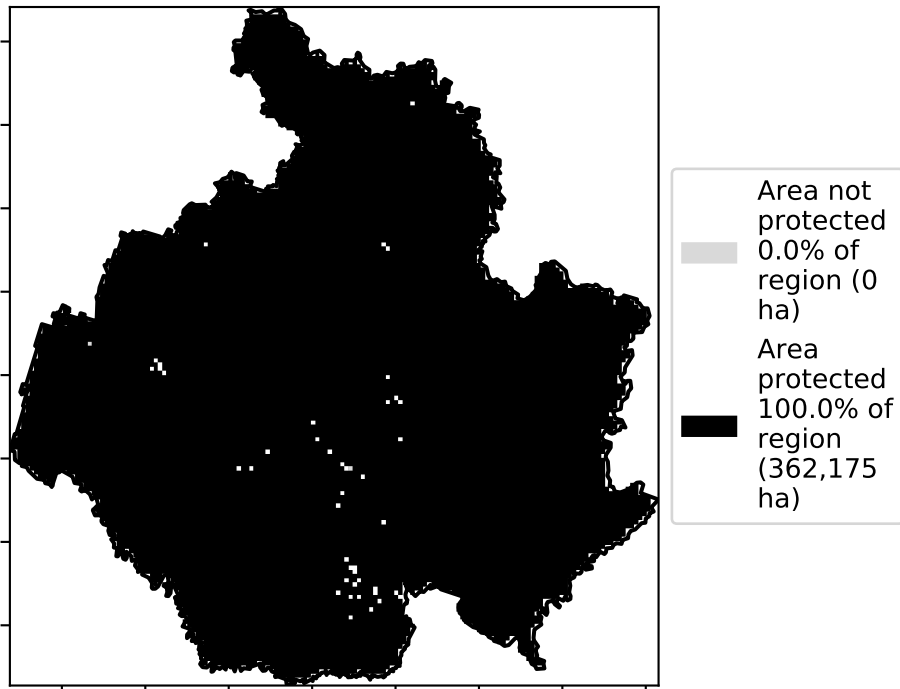 Area not
protected
0.0% of
region (0
ha)
Area
protected
100.0% of
region
(362,175
ha)